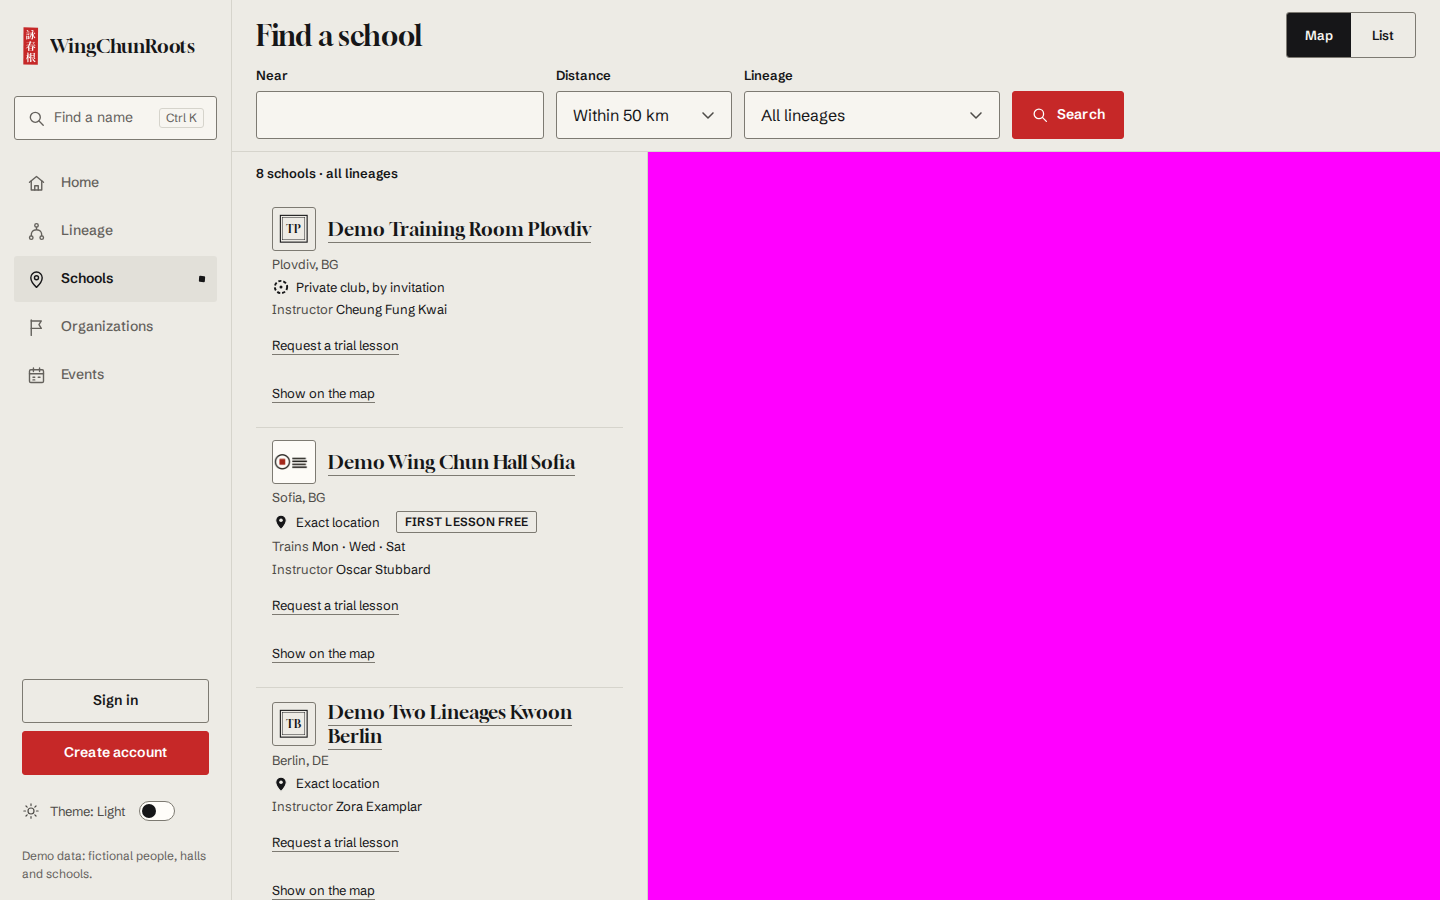 詠春根
WingChunRoots
Find a name
Ctrl K
Home
Lineage
Schools
Organizations
Events
Sign in
Create account
Theme: Light
Demo data: fictional people, halls
and schools.
Find a school
Map
List
Near
Distance
Lineage
Within 50 km
All lineages
Search
8 schools · all lineages
TP
Demo Training Room Plovdiv
Plovdiv, BG
Private club, by invitation
Instructor Cheung Fung Kwai
Request a trial lesson
Show on the map
Demo Wing Chun Hall Sofia
Sofia, BG
Exact location
FIRST LESSON FREE
Trains Mon · Wed · Sat
Instructor Oscar Stubbard
Request a trial lesson
Show on the map
TB
Demo Two Lineages Kwoon
Berlin
Berlin, DE
Exact location
Instructor Zora Examplar
Request a trial lesson
Show on the map